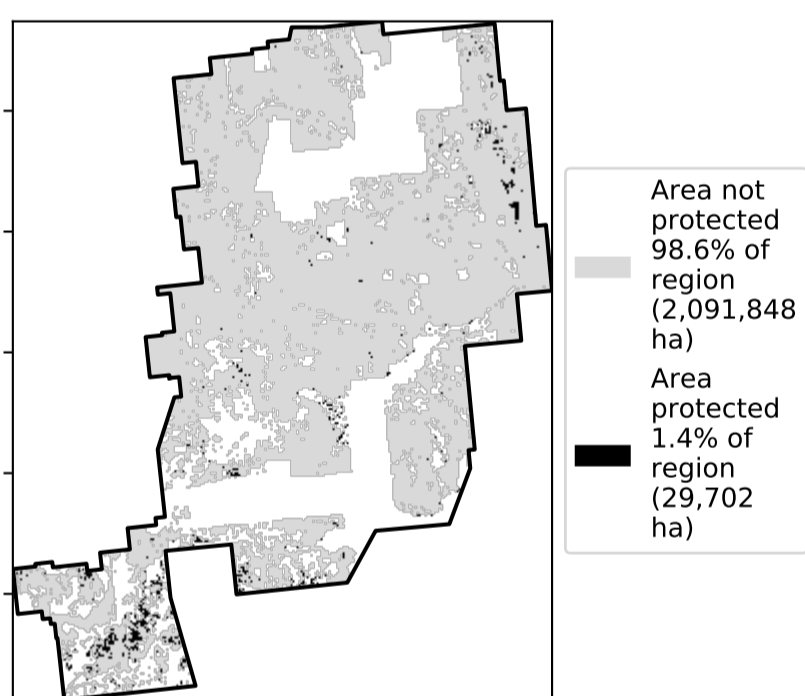 Area not
protected
98.6% of
region
(2,091,848
ha)
Area
protected
1.4% of
region
(29,702
ha)